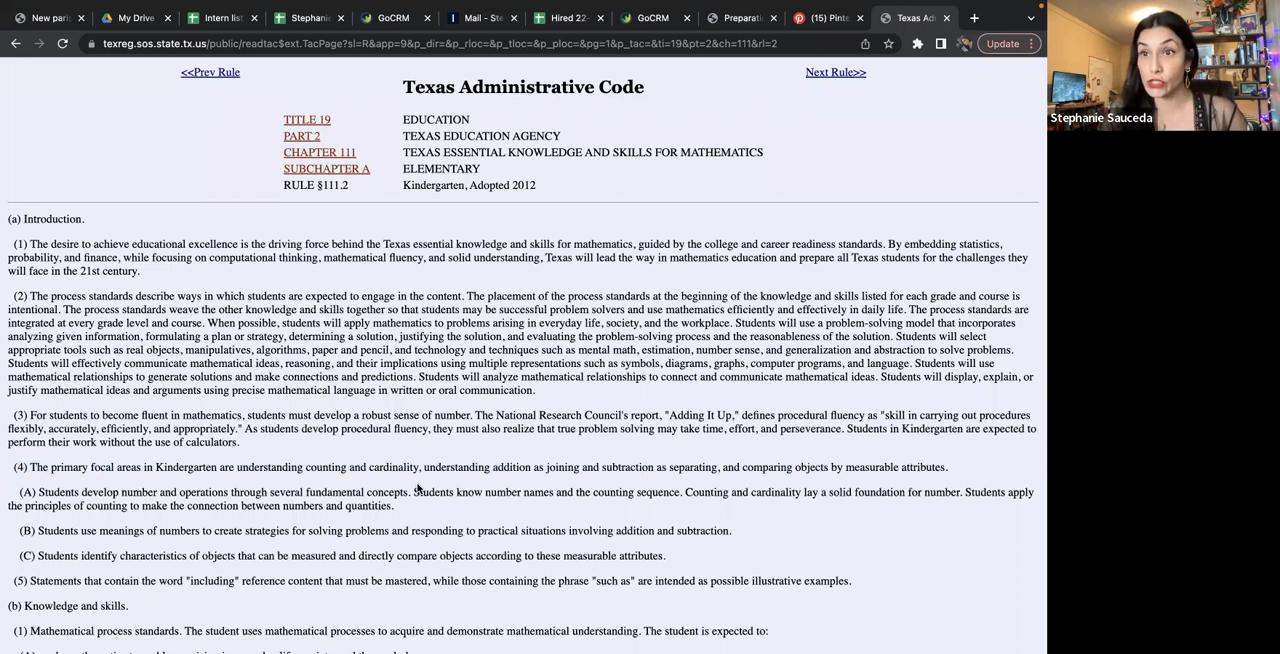 New paris
My Drive
Intern list
Stephanie
GoCRM
Mail - Ste
Hired 22-
GoCRM
Preparati
(15) Pinte
Texas Ad
texreg.sos.state.tx.us/public/readtac$ext.TacPage?sl=R&app=9&p_dir=&p_rloc=&p_tloc=&p_ploc=&pg=1&p_tac=&ti=19&pt=2&ch=111&rl=2
Update
Stephanie Sauceda
<<Prev Rule
Next Rule>>
Texas Administrative Code
TITLE 19 EDUCATION
PART 2 TEXAS EDUCATION AGENCY
CHAPTER 111 TEXAS ESSENTIAL KNOWLEDGE AND SKILLS FOR MATHEMATICS
SUBCHAPTER A ELEMENTARY
RULE §111.2 Kindergarten, Adopted 2012
(a) Introduction.
(1) The desire to achieve educational excellence is the driving force behind the Texas essential knowledge and skills for mathematics, guided by the college and career readiness standards. By embedding statistics,
probability, and finance, while focusing on computational thinking, mathematical fluency, and solid understanding, Texas will lead the way in mathematics education and prepare all Texas students for the challenges they
will face in the 21st century.
(2) The process standards describe ways in which students are expected to engage in the content. The placement of the process standards at the beginning of the knowledge and skills listed for each grade and course is
intentional. The process standards weave the other knowledge and skills together so that students may be successful problem solvers and use mathematics efficiently and effectively in daily life. The process standards are
integrated at every grade level and course. When possible, students will apply mathematics to problems arising in everyday life, society, and the workplace. Students will use a problem-solving model that incorporates
analyzing given information, formulating a plan or strategy, determining a solution, justifying the solution, and evaluating the problem-solving process and the reasonableness of the solution. Students will select
appropriate tools such as real objects, manipulatives, algorithms, paper and pencil, and technology and techniques such as mental math, estimation, number sense, and generalization and abstraction to solve problems.
Students will effectively communicate mathematical ideas, reasoning, and their implications using multiple representations such as symbols, diagrams, graphs, computer programs, and language. Students will use
mathematical relationships to generate solutions and make connections and predictions. Students will analyze mathematical relationships to connect and communicate mathematical ideas. Students will display, explain, or
justify mathematical ideas and arguments using precise mathematical language in written or oral communication.
(3) For students to become fluent in mathematics, students must develop a robust sense of number. The National Research Council's report, "Adding It Up," defines procedural fluency as "skill in carrying out procedures
flexibly, accurately, efficiently, and appropriately." As students develop procedural fluency, they must also realize that true problem solving may take time, effort, and perseverance. Students in Kindergarten are expected to
perform their work without the use of calculators.
(4) The primary focal areas in Kindergarten are understanding counting and cardinality, understanding addition as joining and subtraction as separating, and comparing objects by measurable attributes.
(A) Students develop number and operations through several fundamental concepts. Students know number names and the counting sequence. Counting and cardinality lay a solid foundation for number. Students apply
the principles of counting to make the connection between numbers and quantities.
(B) Students use meanings of numbers to create strategies for solving problems and responding to practical situations involving addition and subtraction.
(C) Students identify characteristics of objects that can be measured and directly compare objects according to these measurable attributes.
(5) Statements that contain the word "including" reference content that must be mastered, while those containing the phrase "such as" are intended as possible illustrative examples.
(b) Knowledge and skills.
(1) Mathematical process standards. The student uses mathematical processes to acquire and demonstrate mathematical understanding. The student is expected to: